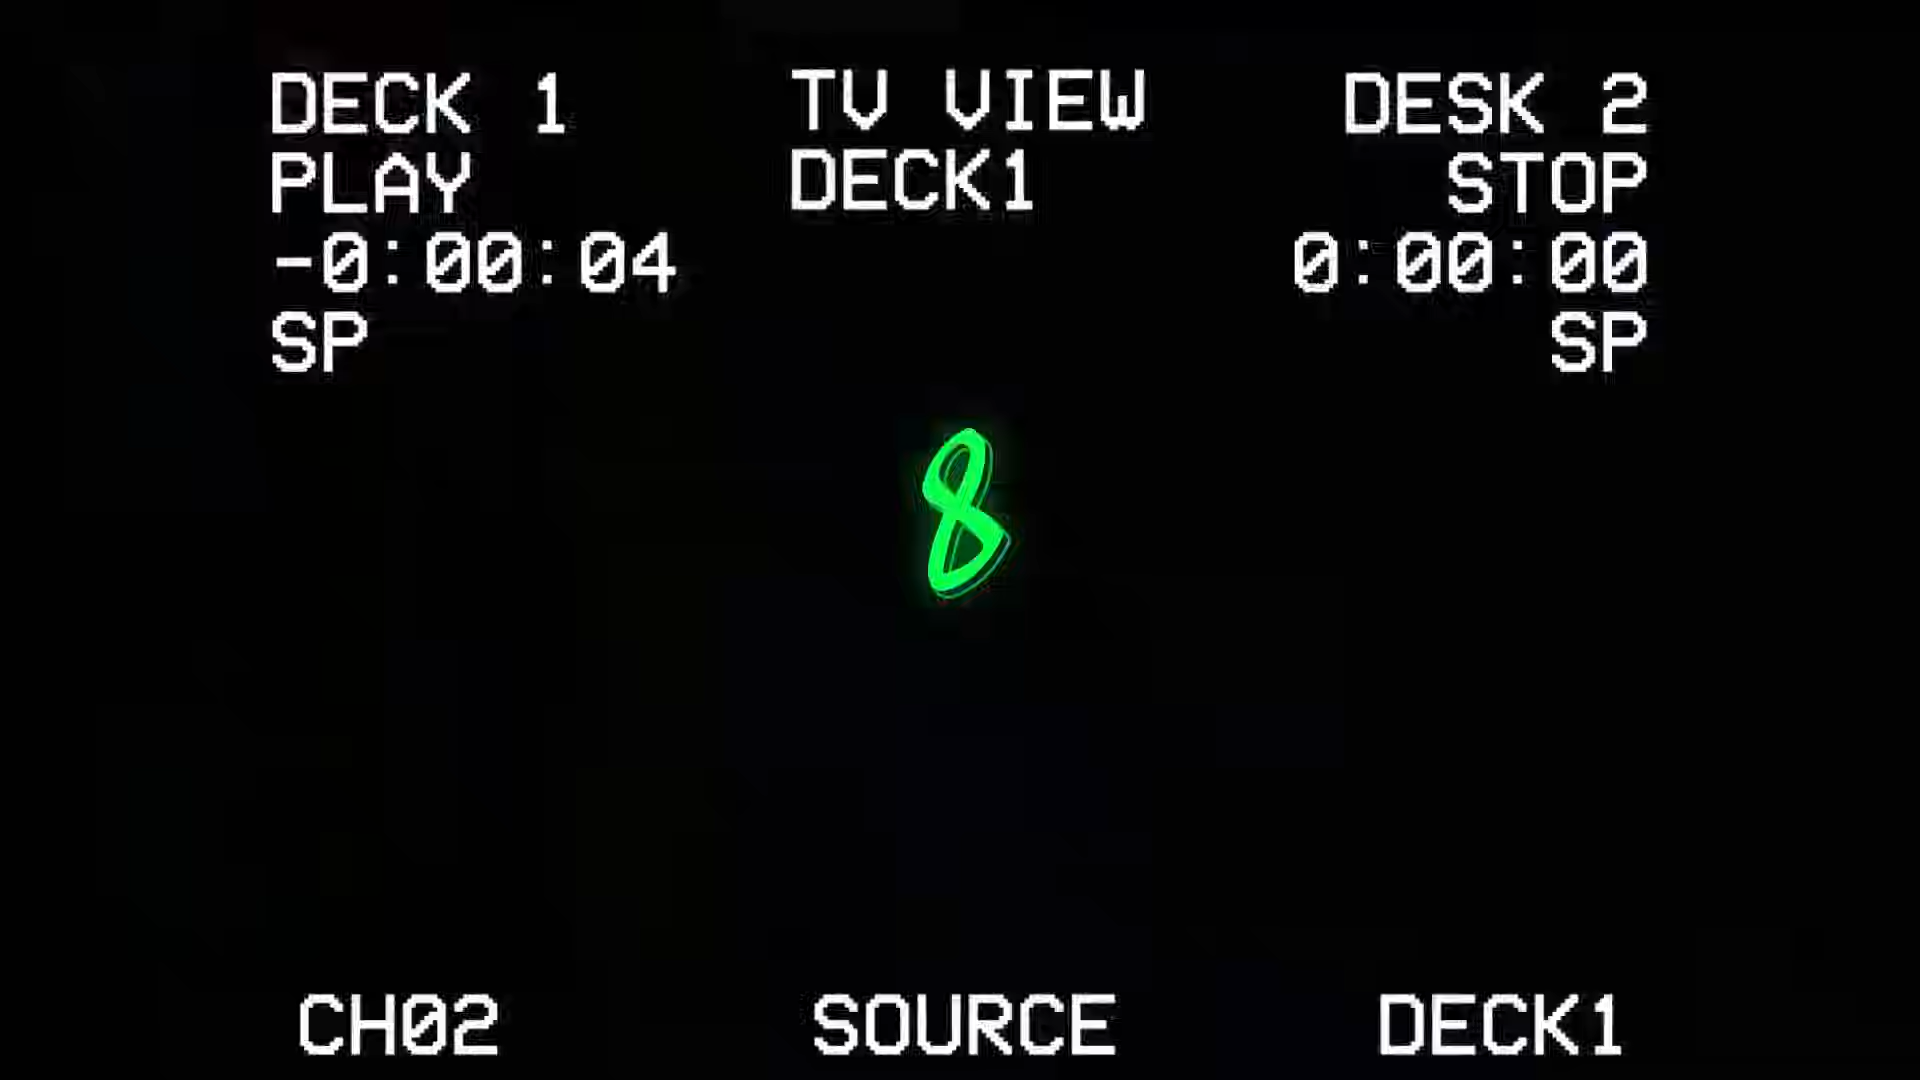 DECK 1
PLAY
-0:00:04
SP
TV VIEW
DECK1
DESK 2
STOP
0:00:00
SP
8
CH02
SOURCE
DECK1